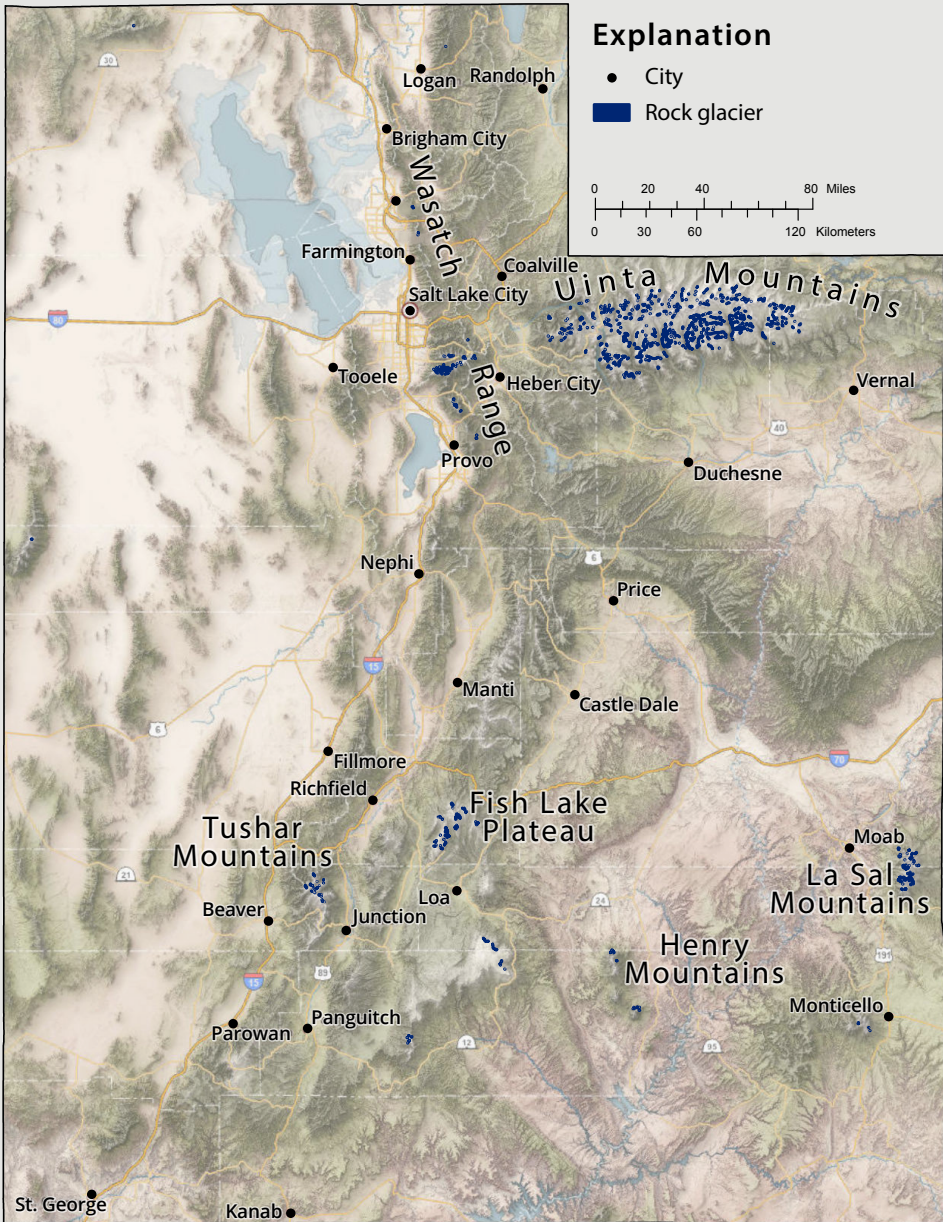 Explanation
City
Rock glacier
0 20 40 80 Miles
0 30 60 120 Kilometers
30
Logan
Randolph
Brigham City
Wasatch
Farmington
Coalville
Uinta Mountains
Salt Lake City
80
Tooele
Range
Heber City
Vernal
40
Provo
Duchesne
Nephi
6
Price
15
Manti
Castle Dale
6
Fillmore
70
Richfield
Fish Lake
Plateau
Tushar
Mountains
Moab
21
La Sal
Mountains
Loa
24
Beaver
Junction
Henry
Mountains
89
191
15
Monticello
Parowan
Panguitch
12
95
St. George
Kanab